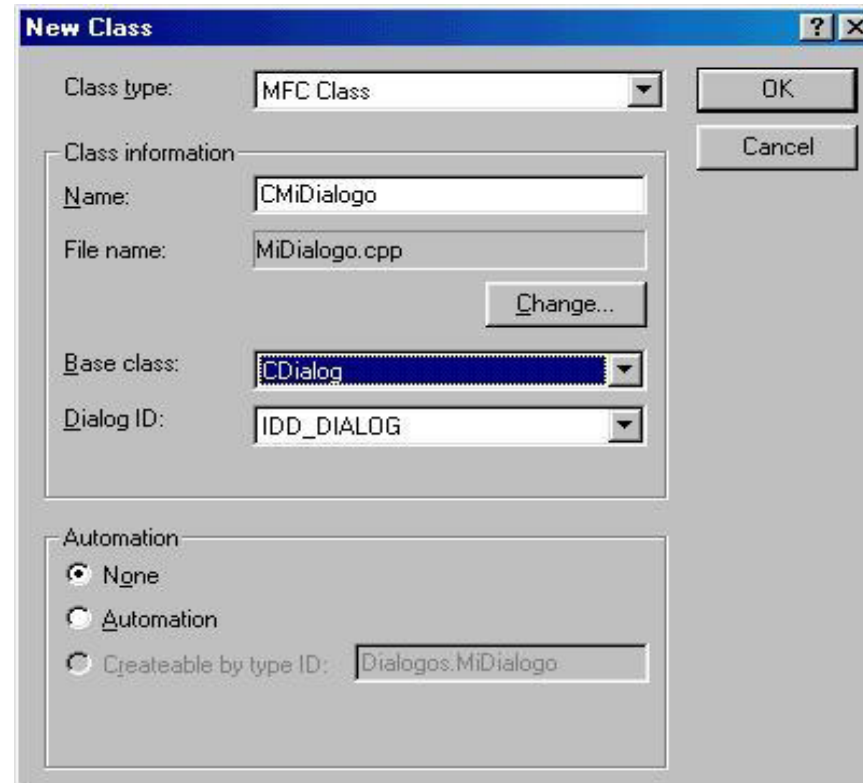 New Class
Class type: MFC Class
OK
Cancel
Class information
Name: CMiDialogo
File name: MiDialogo.cpp
Change...
Base class: CDialog
Dialog ID: IDD_DIALOG
Automation
None
Automation
Createable by type ID: Dialogos.MiDialogo